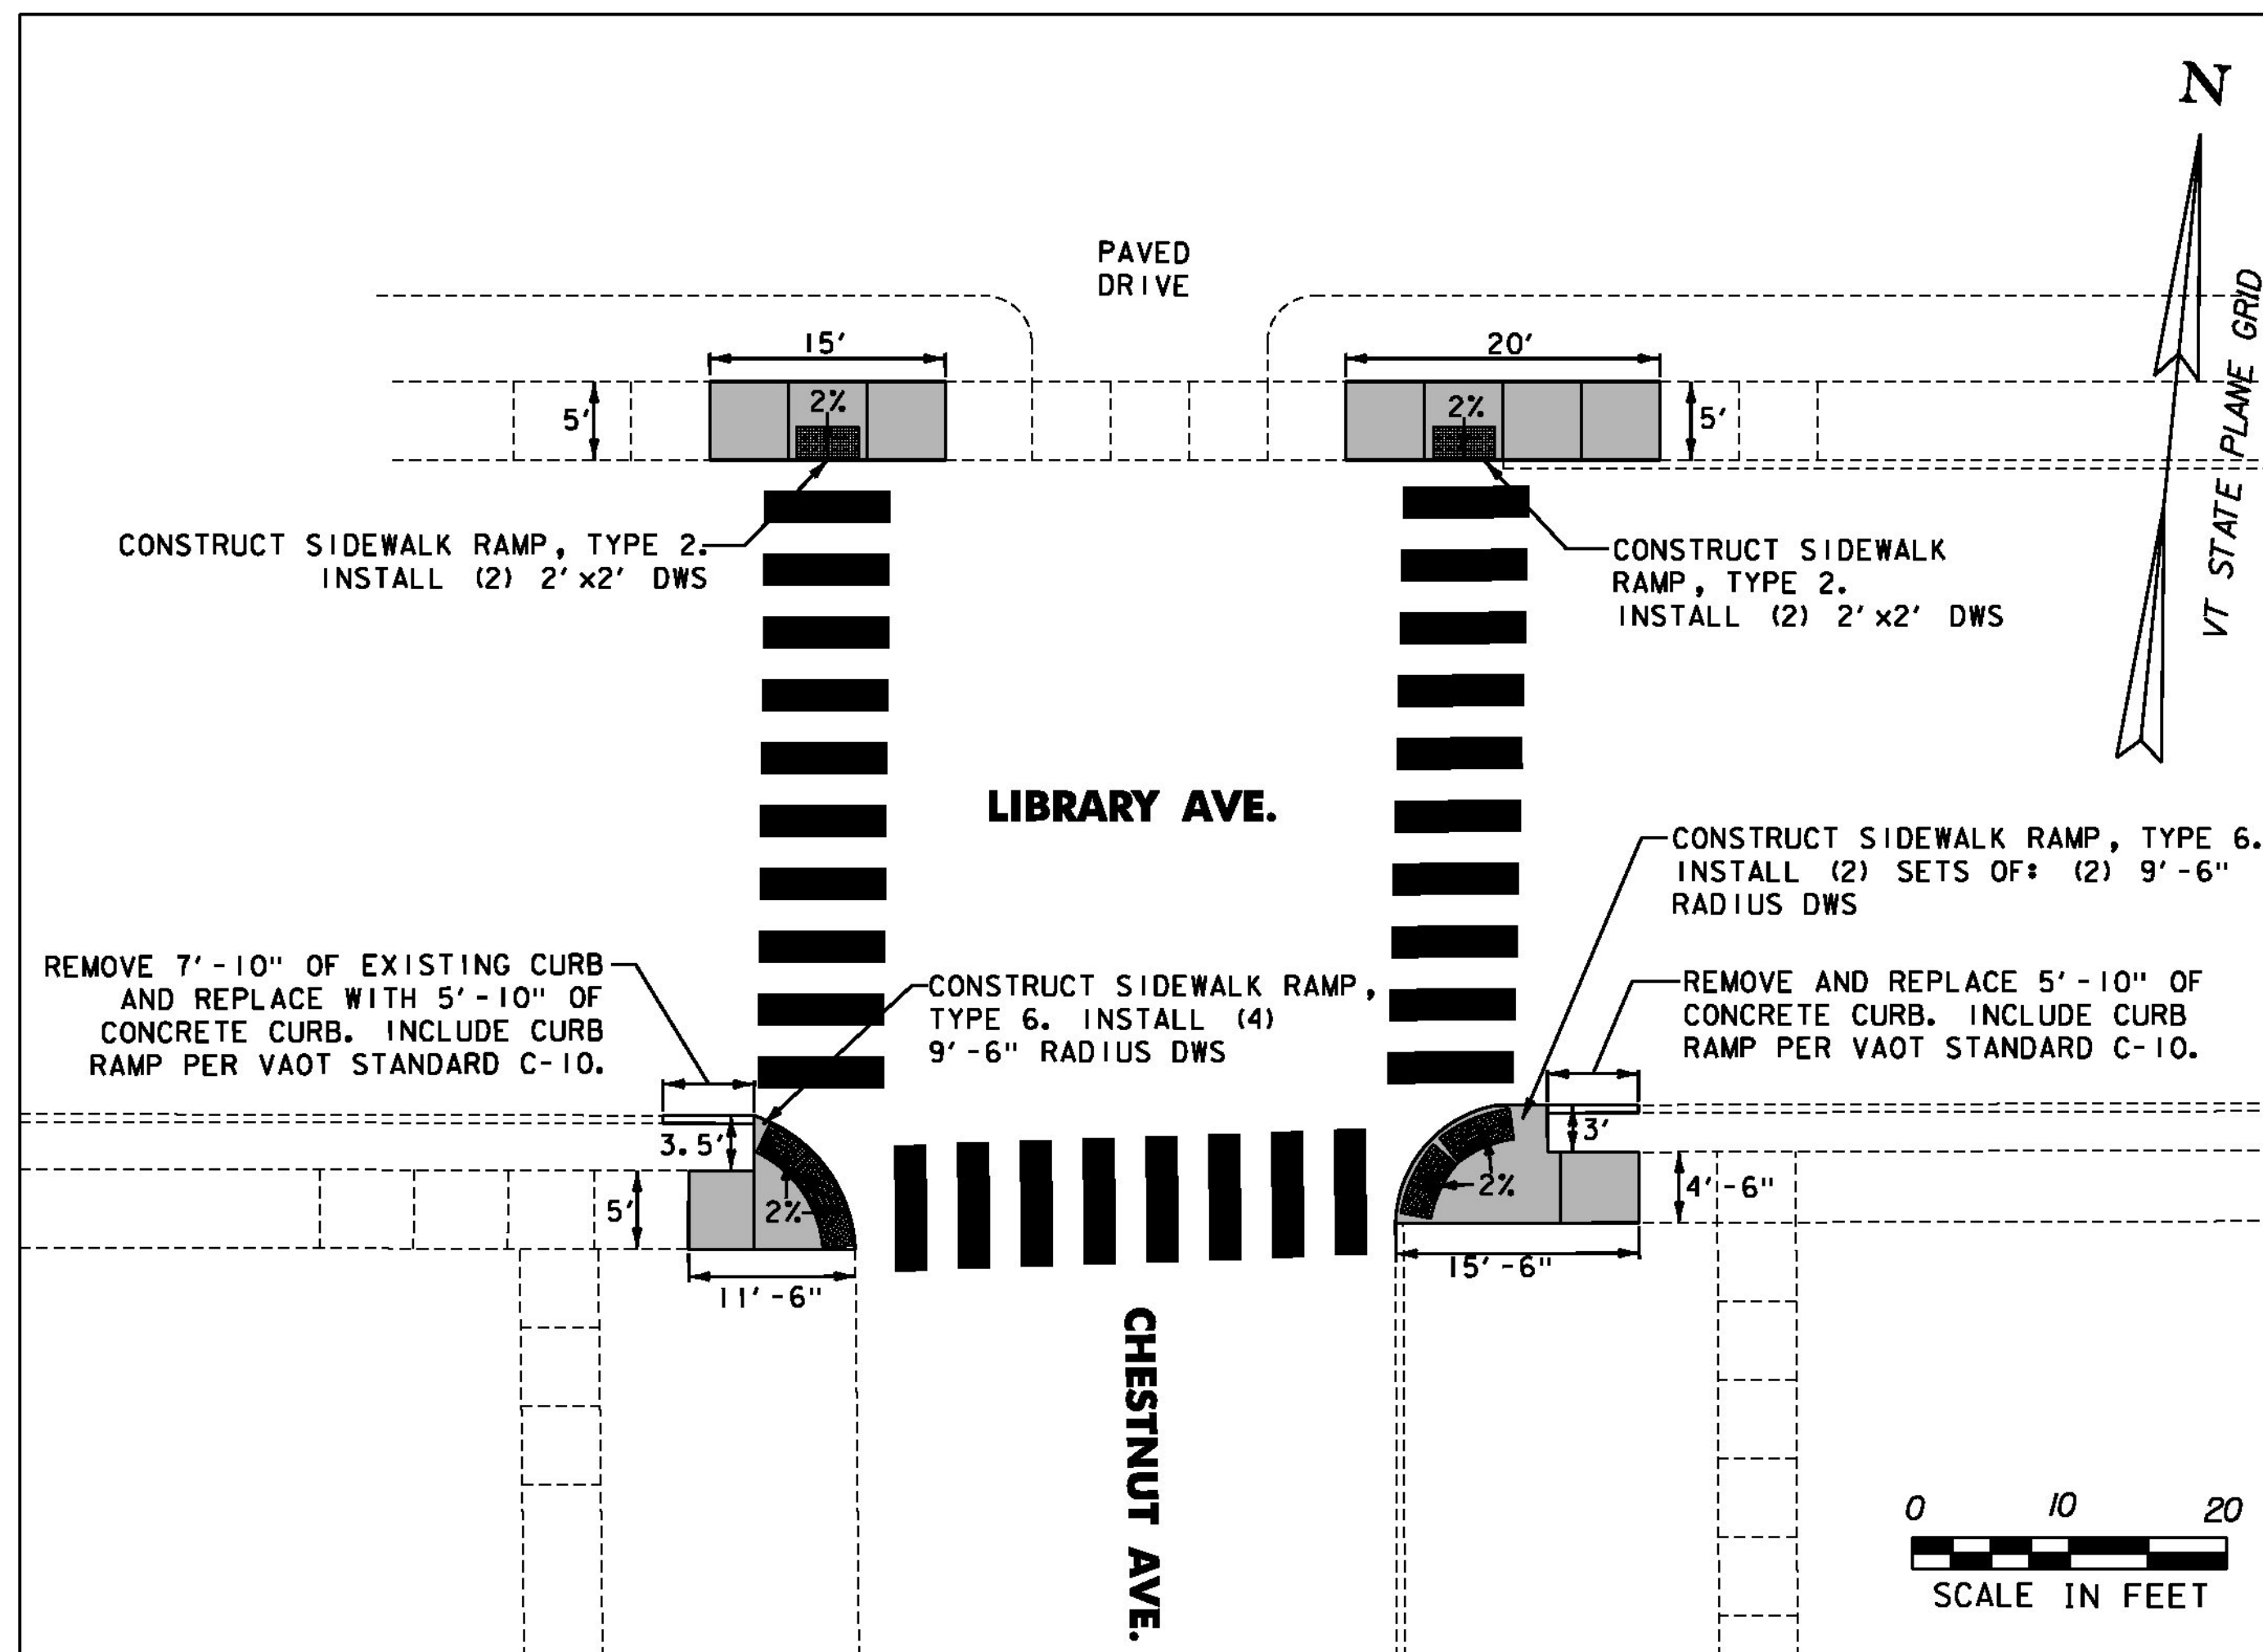 N
VT STATE PLANE GRID
PAVED
DRIVE
15'
20'
2%
2%
5'
5'
CONSTRUCT SIDEWALK RAMP, TYPE 2.
INSTALL (2) 2'x2' DWS
CONSTRUCT SIDEWALK
RAMP, TYPE 2.
INSTALL (2) 2'x2' DWS
LIBRARY AVE.
CONSTRUCT SIDEWALK RAMP, TYPE 6.
INSTALL (2) SETS OF: (2) 9'-6"
RADIUS DWS
REMOVE 7'-10" OF EXISTING CURB
AND REPLACE WITH 5'-10" OF
CONCRETE CURB. INCLUDE CURB
RAMP PER VAOT STANDARD C-10.
CONSTRUCT SIDEWALK RAMP,
TYPE 6. INSTALL (4)
9'-6" RADIUS DWS
REMOVE AND REPLACE 5'-10" OF
CONCRETE CURB. INCLUDE CURB
RAMP PER VAOT STANDARD C-10.
3.5'
3'
5'
2%
2%
4'-6"
11'-6"
15'-6"
CHESTNUT AVE.
0 10 20
SCALE IN FEET